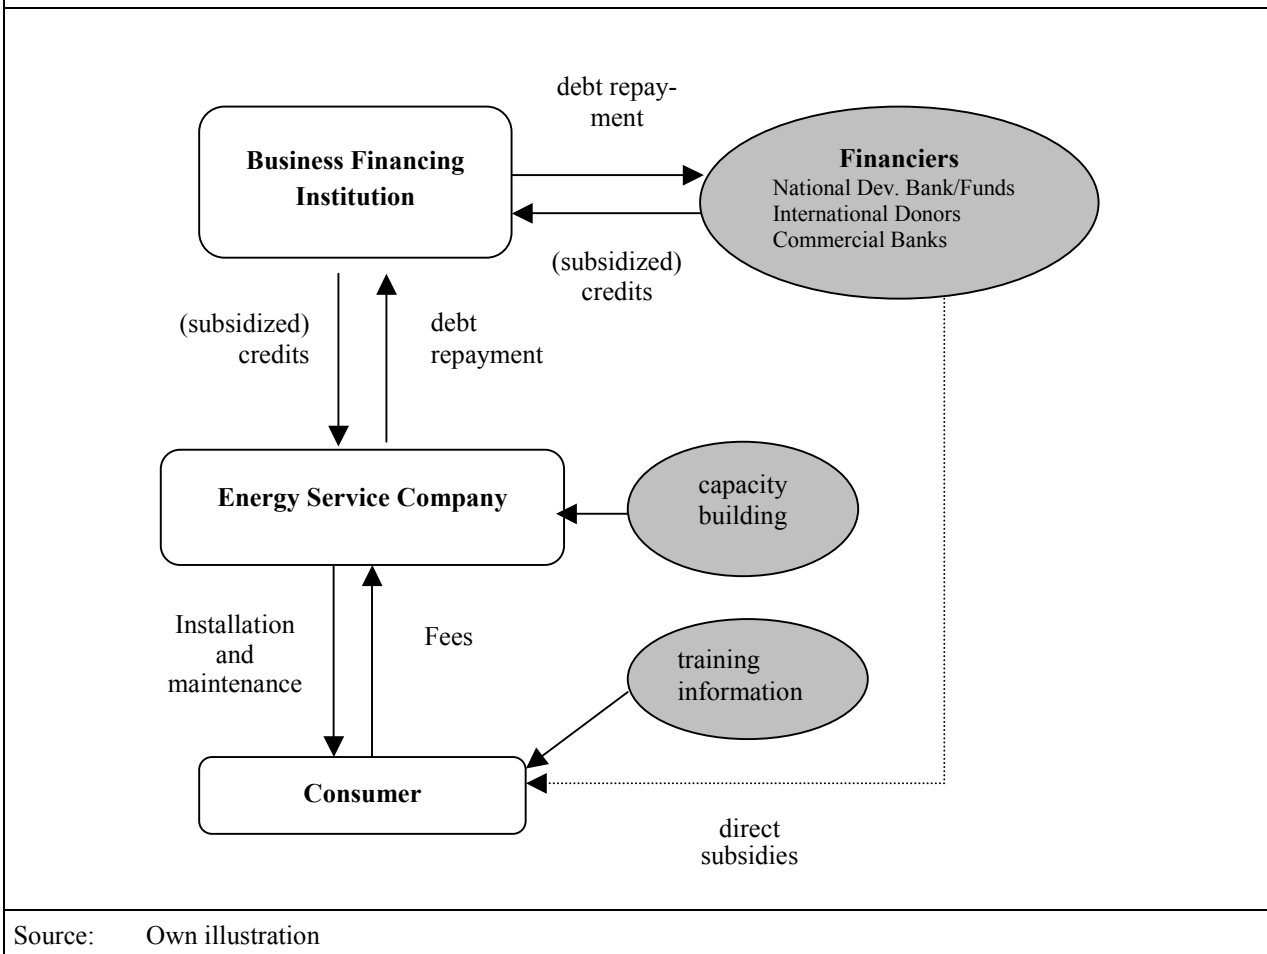 debt repay-
ment
Business Financing
Institution
Financiers
National Dev. Bank/Funds
International Donors
Commercial Banks
(subsidized)
credits
(subsidized)
credits
debt
repayment
Energy Service Company
capacity
building
Installation
and
maintenance
Fees
training
information
Consumer
direct
subsidies
Source: Own illustration